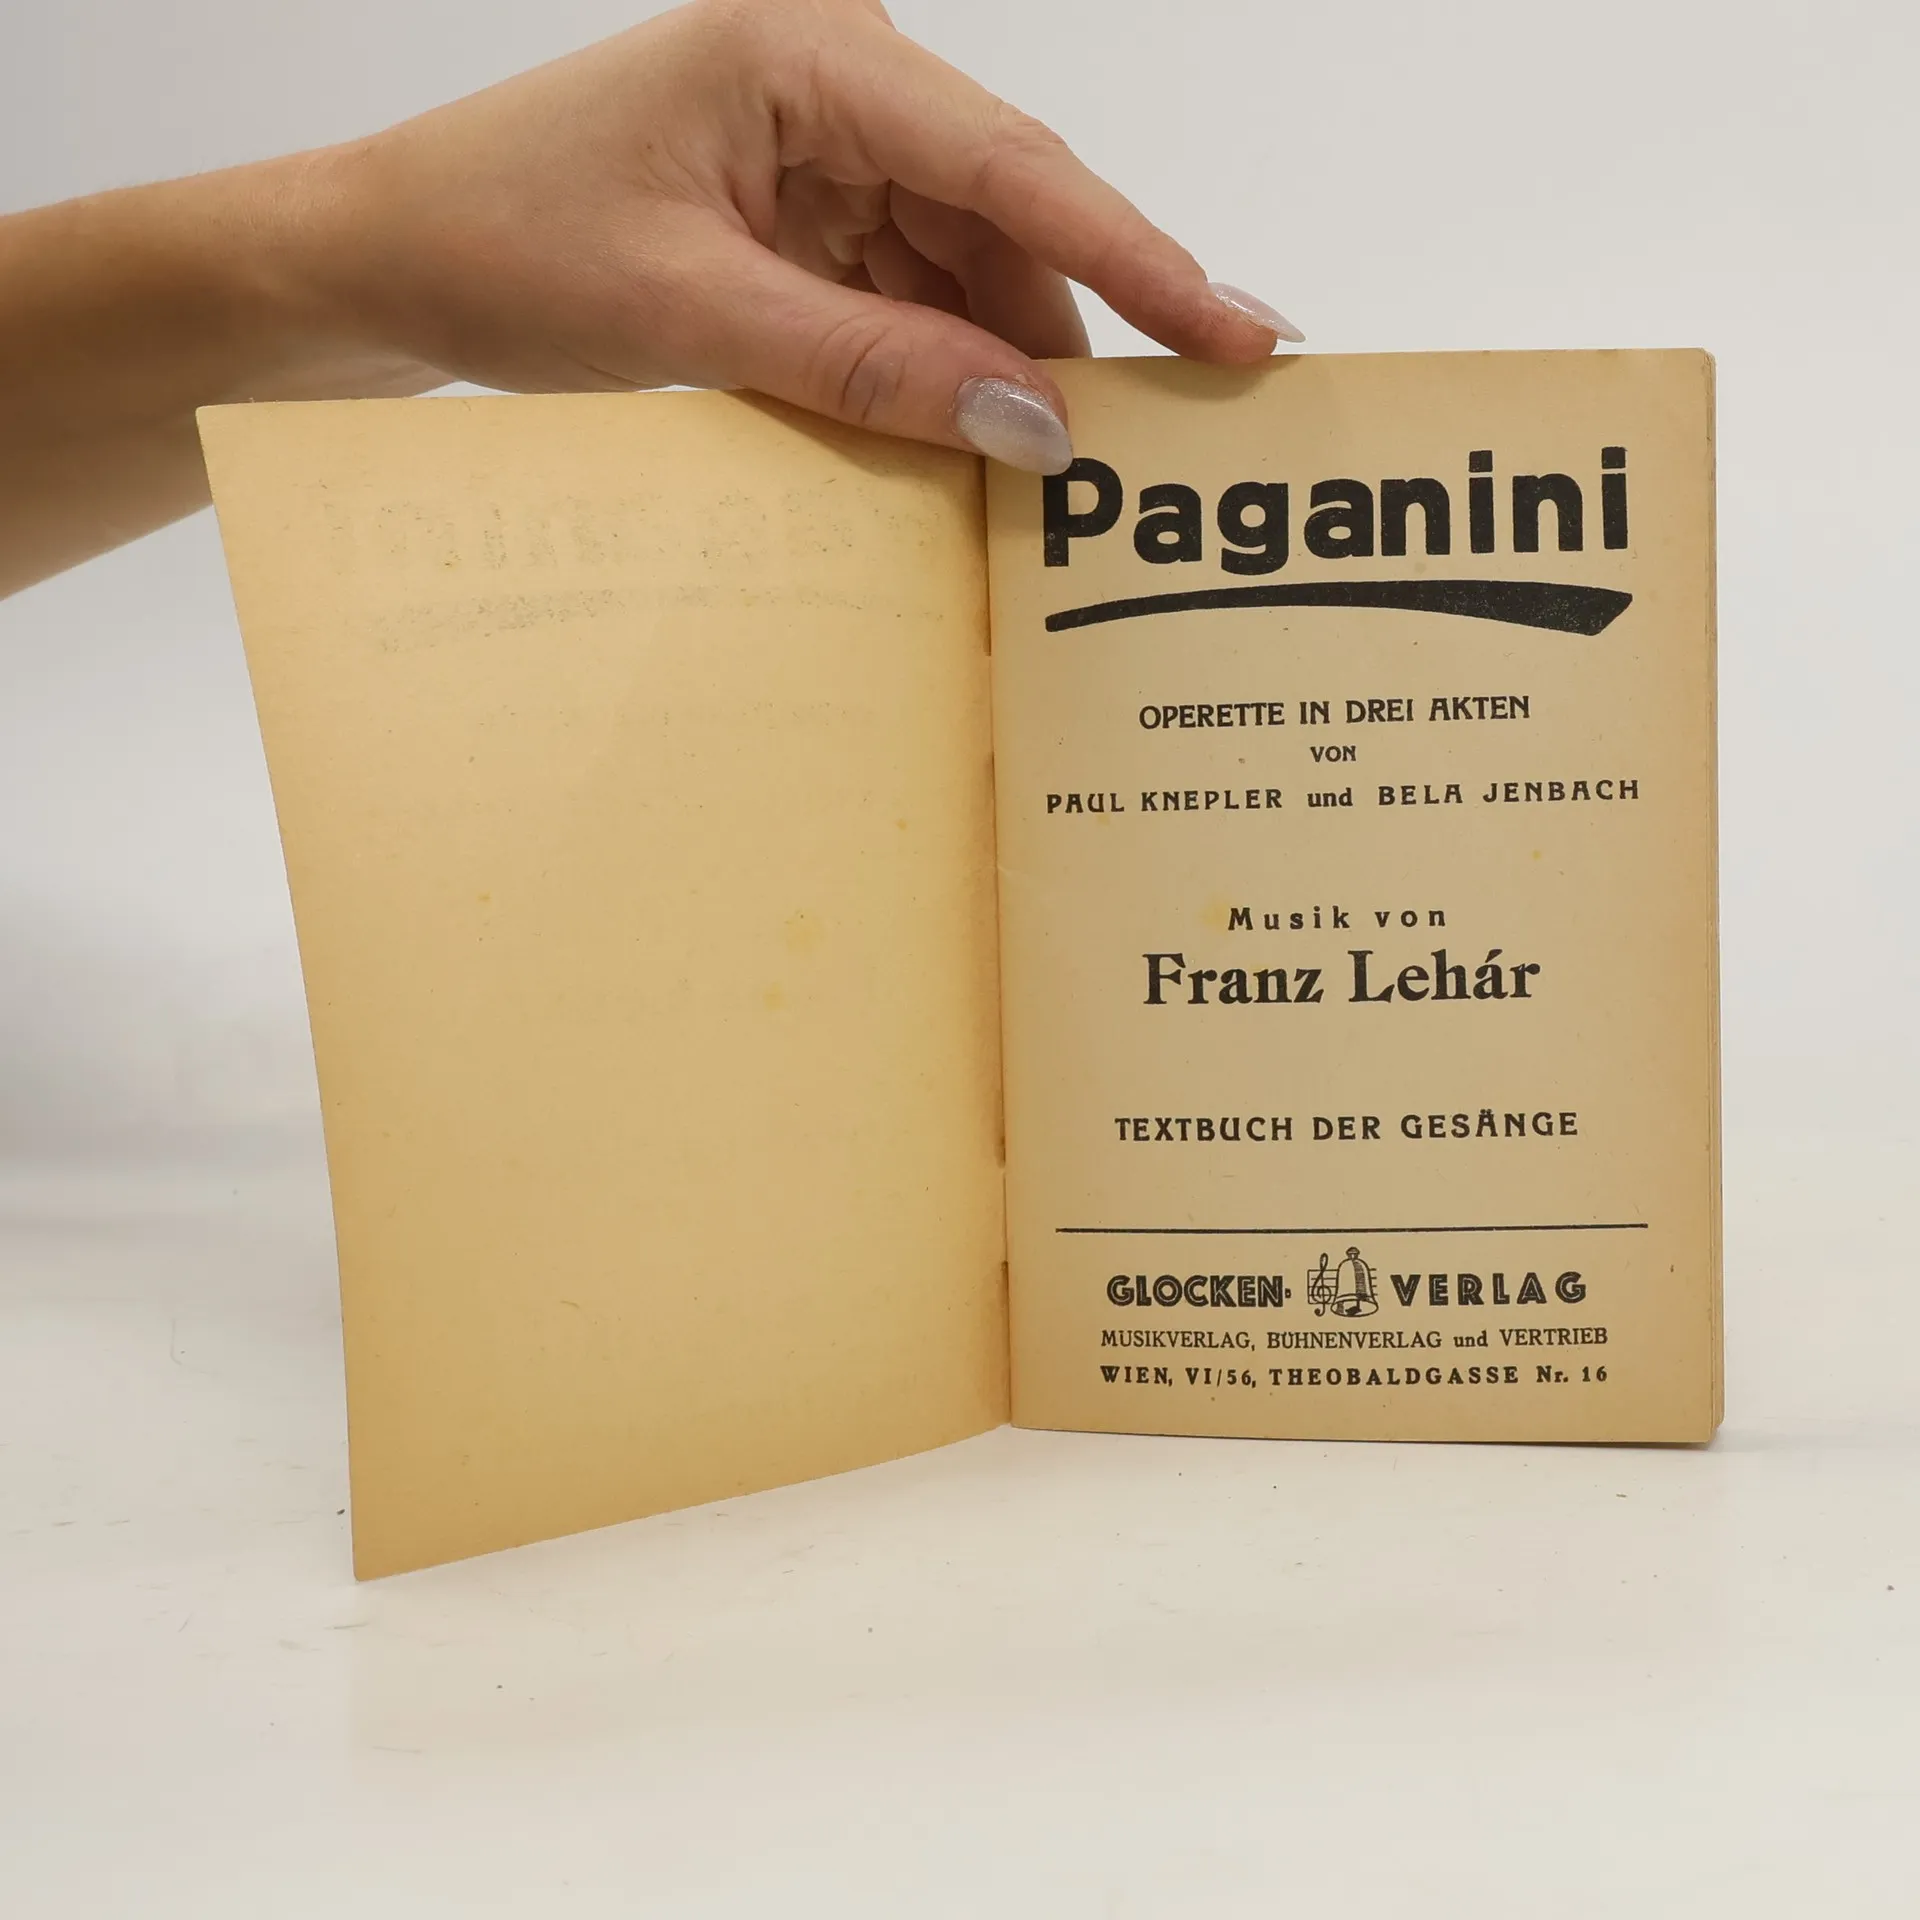 Paganini
OPERETTE IN DREI AKTEN
VON
PAUL KNEPLER und BELA JENBACH
Musik von
Franz Lehár
TEXTBUCH DER GESÄNGE
GLOCKEN- VERLAG
MUSIKVERLAG, BÜHNENVERLAG und VERTRIEB
WIEN, VI/56, THEOBALDGASSE Nr. 16